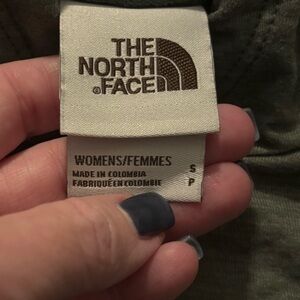 THE
NORTH
®FACE
WOMENS/FEMMES
MADE IN COLOMBIA
FABRIQUÉ EN COLOMBIE
S
P